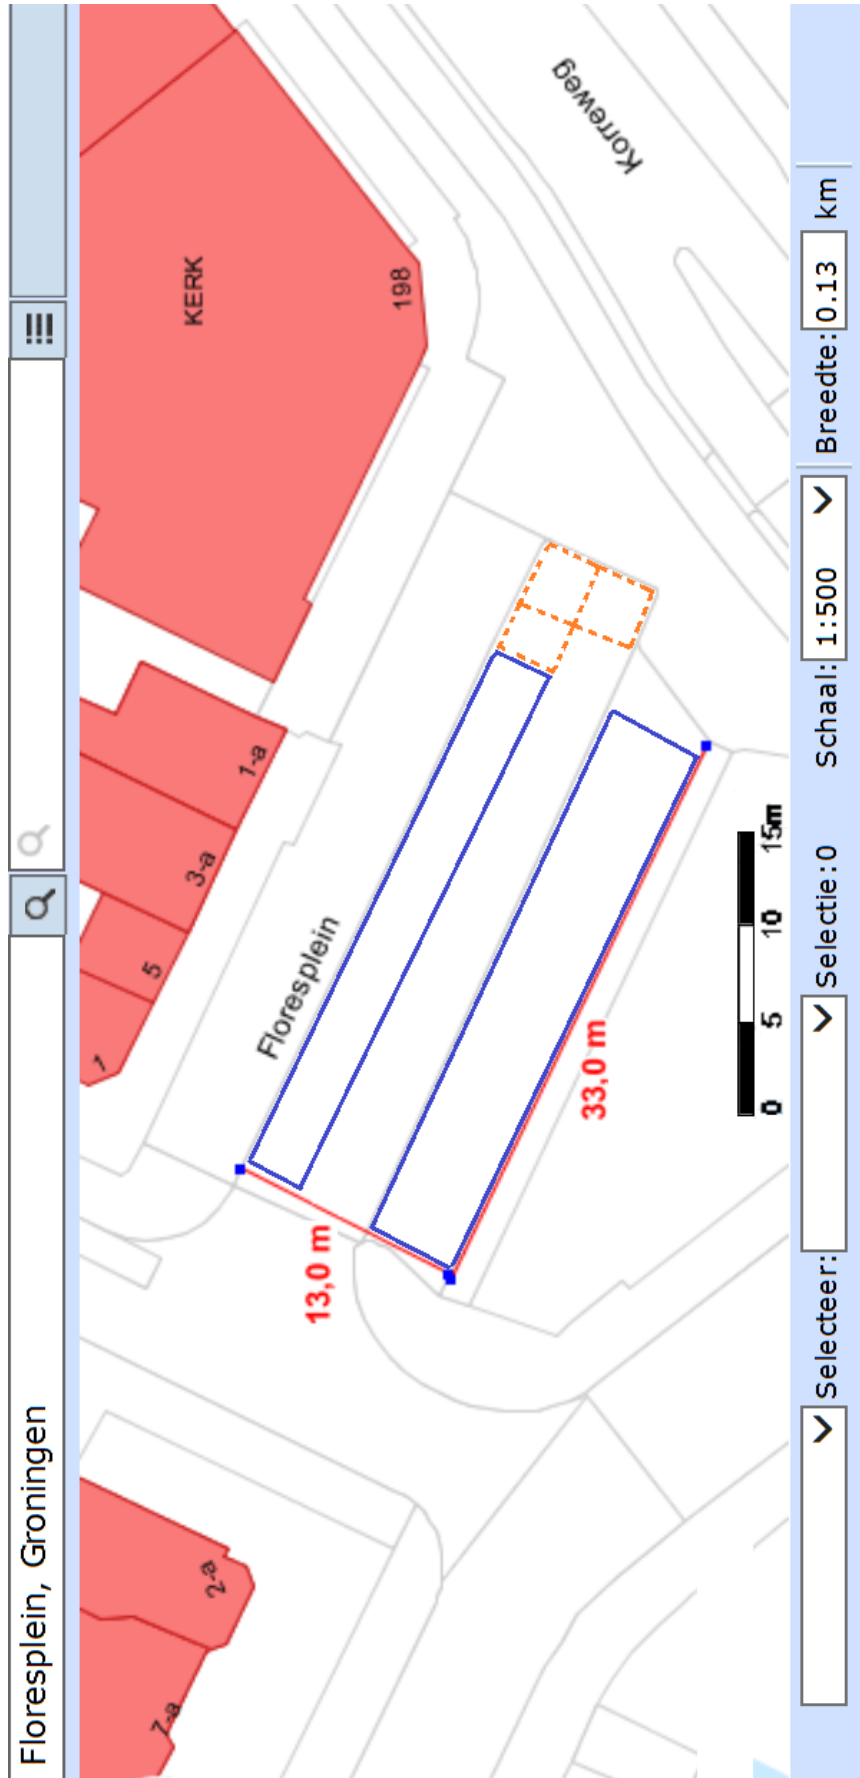 Floresplein, Groningen
KERK
198
Korreweg
1-a
3-a
5
1
Floresplein
13,0 m
33,0 m
2-a
7-a
0 5 10 15m
Selecteer: Selectie:0 Schaal: 1:500 Breedte: 0.13 km